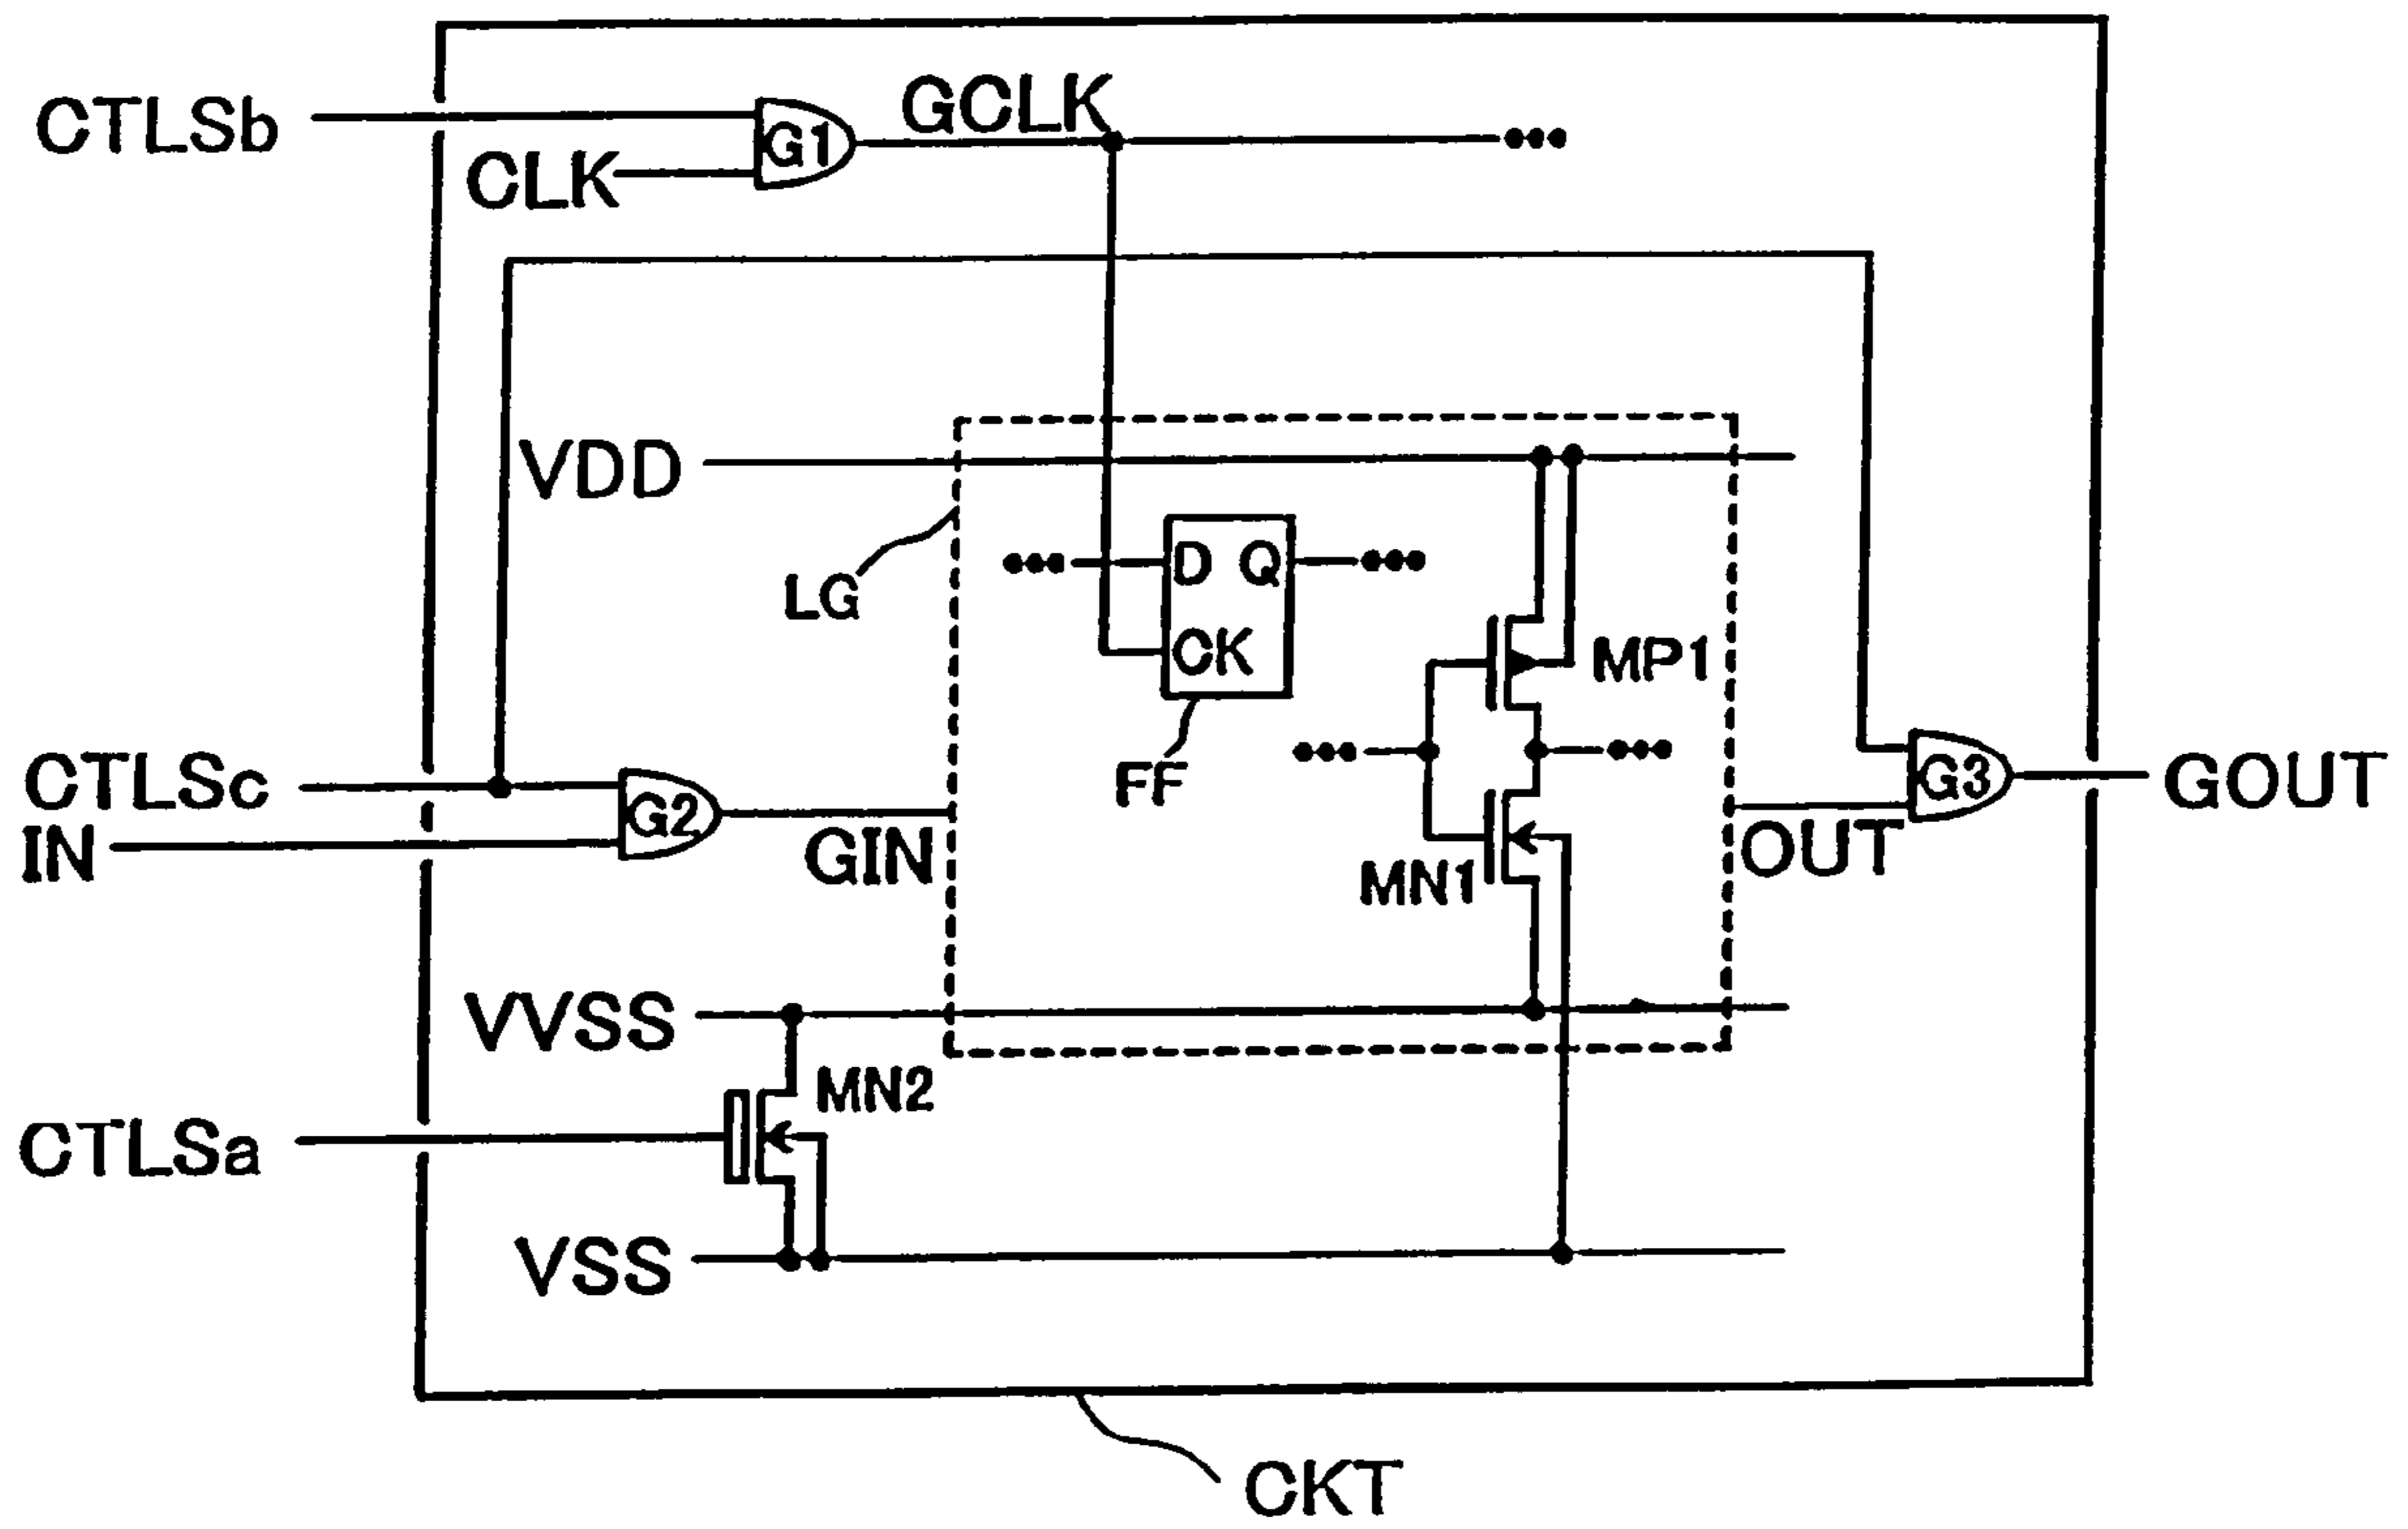 CTLSb
GCLK
G1
CLK
VDD
LG
D Q
CK
MP1
FF
CTLSc
G2
GIN
IN
MN1
G3
GOUT
OUT
VVSS
MN2
CTLSa
VSS
CKT